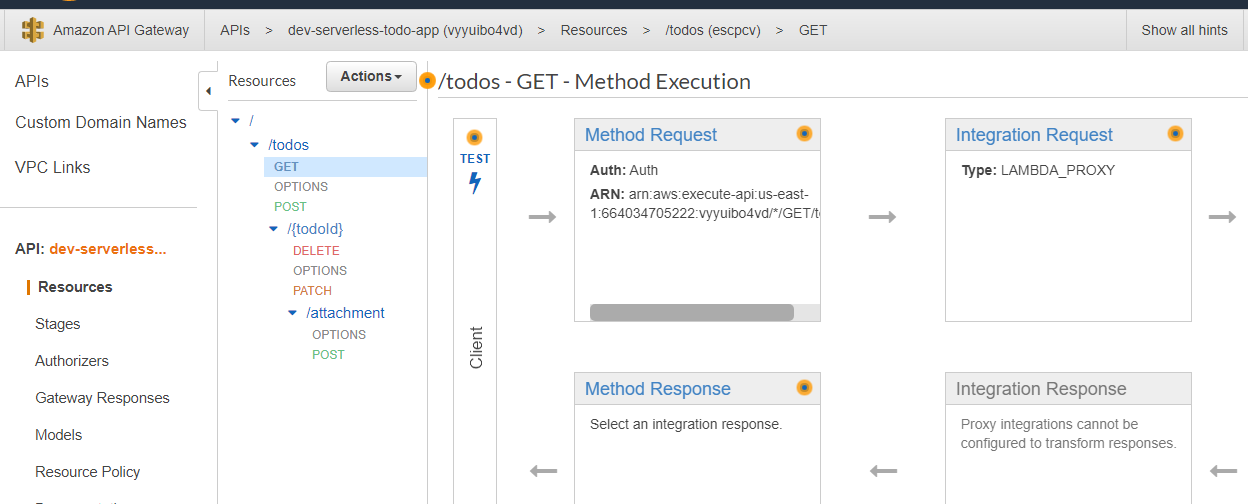 Amazon API Gateway
APIs > dev-serverless-todo-app (vyyuibo4vd) > Resources > /todos (escpcv) > GET
Show all hints
APIs
Custom Domain Names
VPC Links
API: dev-serverless...
Resources
Stages
Authorizers
Gateway Responses
Models
Resource Policy
Resources
Actions
/
/todos
GET
OPTIONS
POST
/{todoId}
DELETE
OPTIONS
PATCH
/attachment
OPTIONS
POST
/todos - GET - Method Execution
TEST
Client
Method Request
Auth: Auth
ARN: arn:aws:execute-api:us-east-
1:664034705222:vyyuibo4vd/*/GET/t
Integration Request
Type: LAMBDA_PROXY
Method Response
Select an integration response.
Integration Response
Proxy integrations cannot be
configured to transform responses.